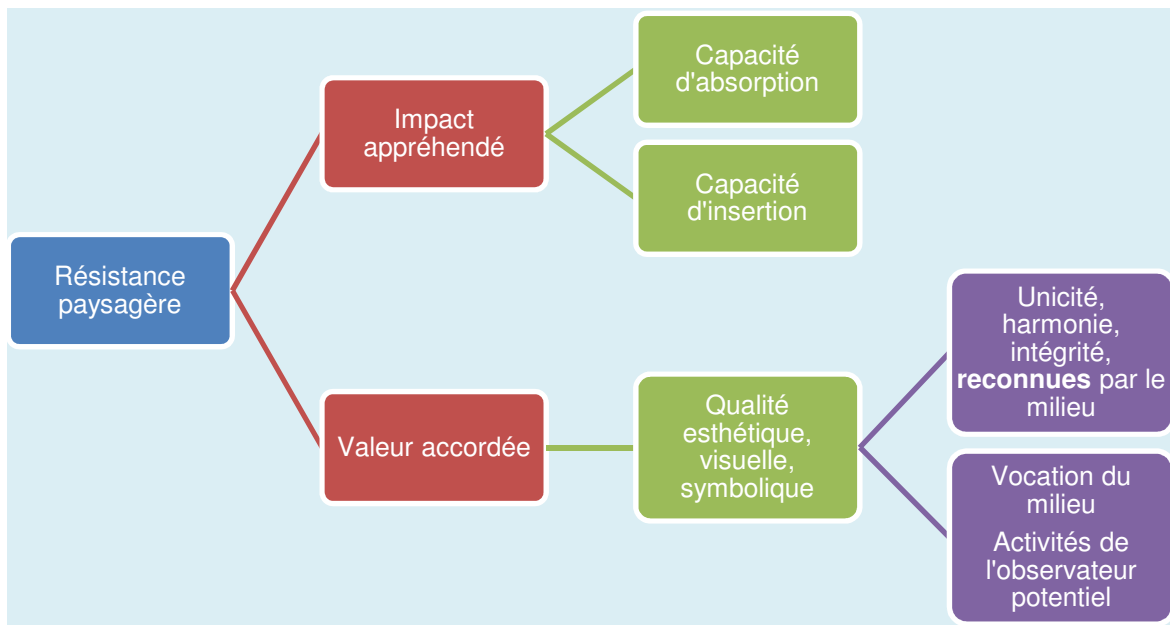 Résistance
paysagère
Impact
appréhendé
Capacité
d'absorption
Capacité
d'insertion
Valeur accordée
Qualité
esthétique,
visuelle,
symbolique
Unicité,
harmonie,
intégrité,
reconnues par le
milieu
Vocation du
milieu
Activités de
l'observateur
potentiel